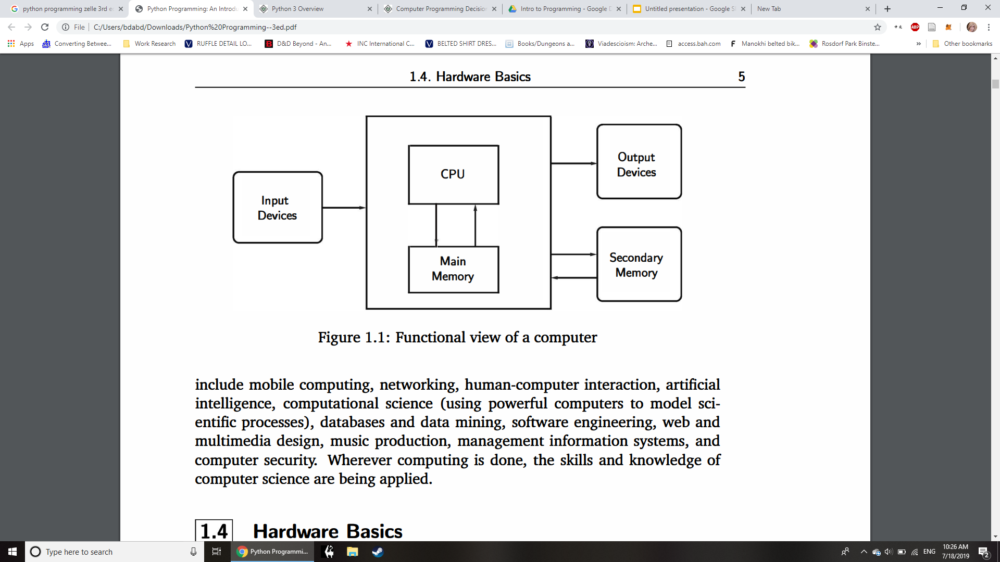 python programming zelle 3rd e
Python Programming: An Introdu
Python 3 Overview
Computer Programming Decision
Intro to Programming - Google D
Untitled presentation - Google S
New Tab
File
C:/Users/bdabd/Downloads/Python%20Programming--3ed.pdf
ABP
Apps
Converting Betwee...
Work Research
RUFFLE DETAIL LO...
D&D Beyond - An...
INC International C...
BELTED SHIRT DRES...
Books/Dungeons a...
Viadescioism: Arche...
access.bah.com
F Manokhi belted bik...
Rosdorf Park Binste...
»
Other bookmarks
1.4. Hardware Basics 5
CPU
Output
Devices
Input
Devices
Main
Memory
Secondary
Memory
Figure 1.1: Functional view of a computer
include mobile computing, networking, human-computer interaction, artificial
intelligence, computational science (using powerful computers to model sci-
entific processes), databases and data mining, software engineering, web and
multimedia design, music production, management information systems, and
computer security. Wherever computing is done, the skills and knowledge of
computer science are being applied.
1.4 Hardware Basics
Type here to search
Python Programmi...
ENG
10:26 AM
7/18/2019
2